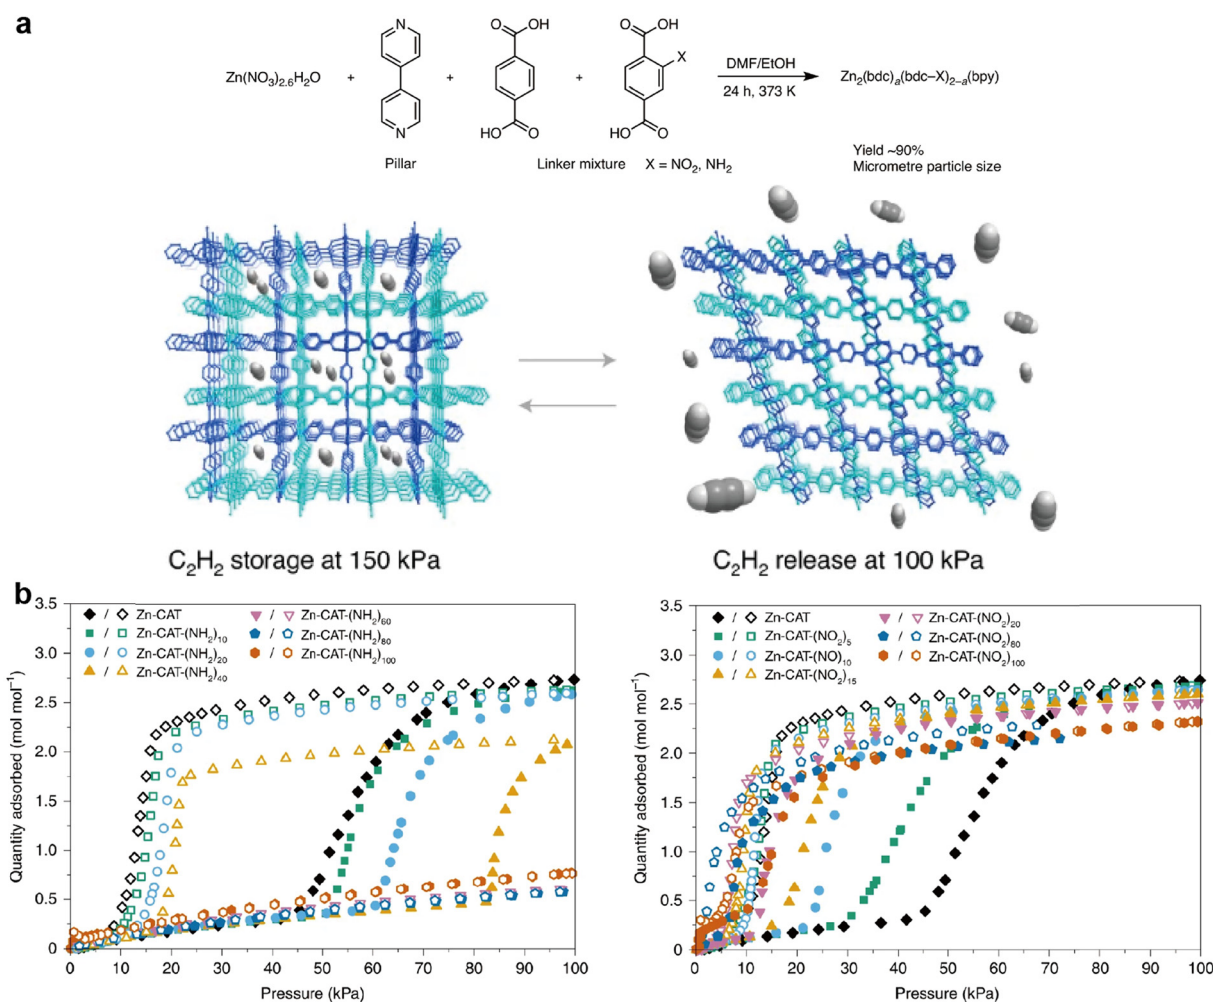 a
Zn(NO3)2.6H2O
+
+
+
N
N
O
OH
HO
O
O
OH
X
HO
O
DMF/EtOH
24 h, 373 K
Zn2(bdc)a(bdc–X)2–a(bpy)
Pillar
Linker mixture
X = NO2, NH2
Yield ~90%
Micrometre particle size
C2H2 storage at 150 kPa
C2H2 release at 100 kPa
b
Quantity adsorbed (mol mol−1)
3.5
3.0
2.5
2.0
1.5
1.0
0.5
0
/ Zn-CAT
/ Zn-CAT-(NH2)10
/ Zn-CAT-(NH2)20
/ Zn-CAT-(NH2)40
/ Zn-CAT-(NH2)60
/ Zn-CAT-(NH2)80
/ Zn-CAT-(NH2)100
0 10 20 30 40 50 60 70 80 90 100
Pressure (kPa)
Quantity adsorbed (mol mol−1)
3.5
3.0
2.5
2.0
1.5
1.0
0.5
0
/ Zn-CAT
/ Zn-CAT-(NO2)5
/ Zn-CAT-(NO)10
/ Zn-CAT-(NO2)15
/ Zn-CAT-(NO2)20
/ Zn-CAT-(NO2)60
/ Zn-CAT-(NO2)100
0 10 20 30 40 50 60 70 80 90 100
Pressure (kPa)